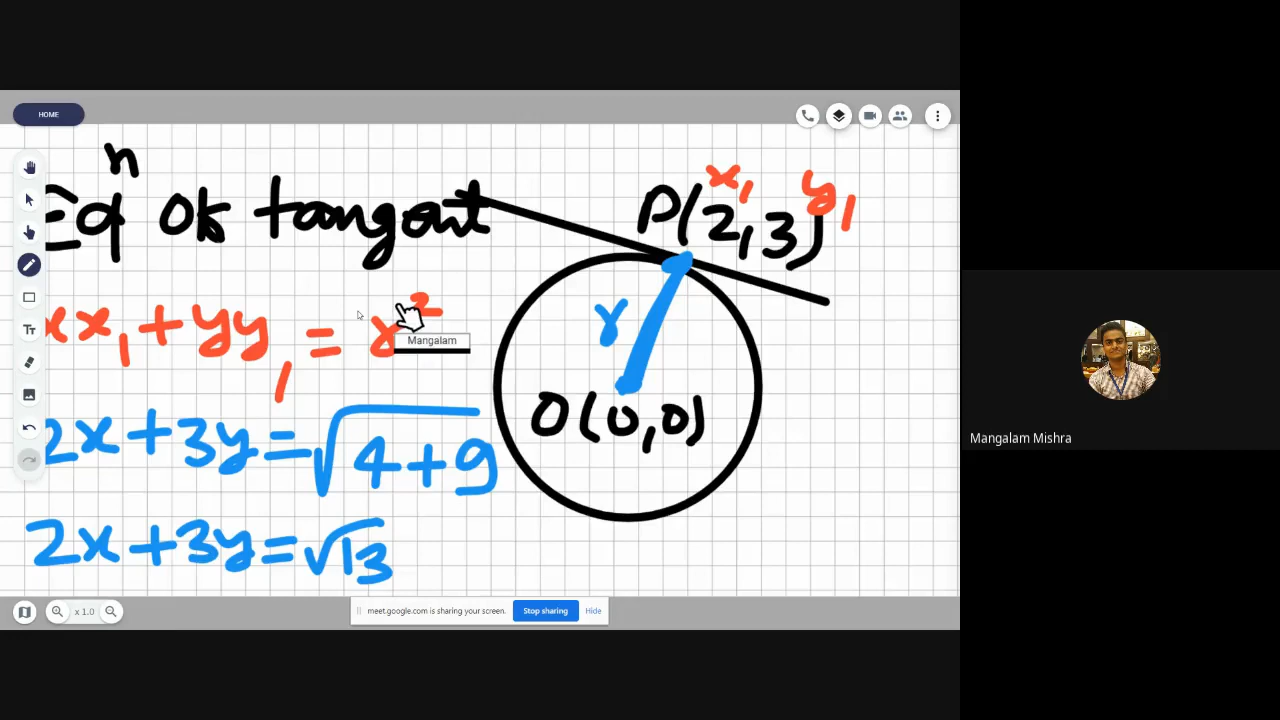 HOME
Eqn Of tangent
P(2,3)
x1 y1
xx1 + yy1 = r2
Mangalam
r
O(0,0)
2x+3y=√4+9
2x+3y=√13
Tт
x 1.0
meet.google.com is sharing your screen.
Stop sharing
Hide
Mangalam Mishra